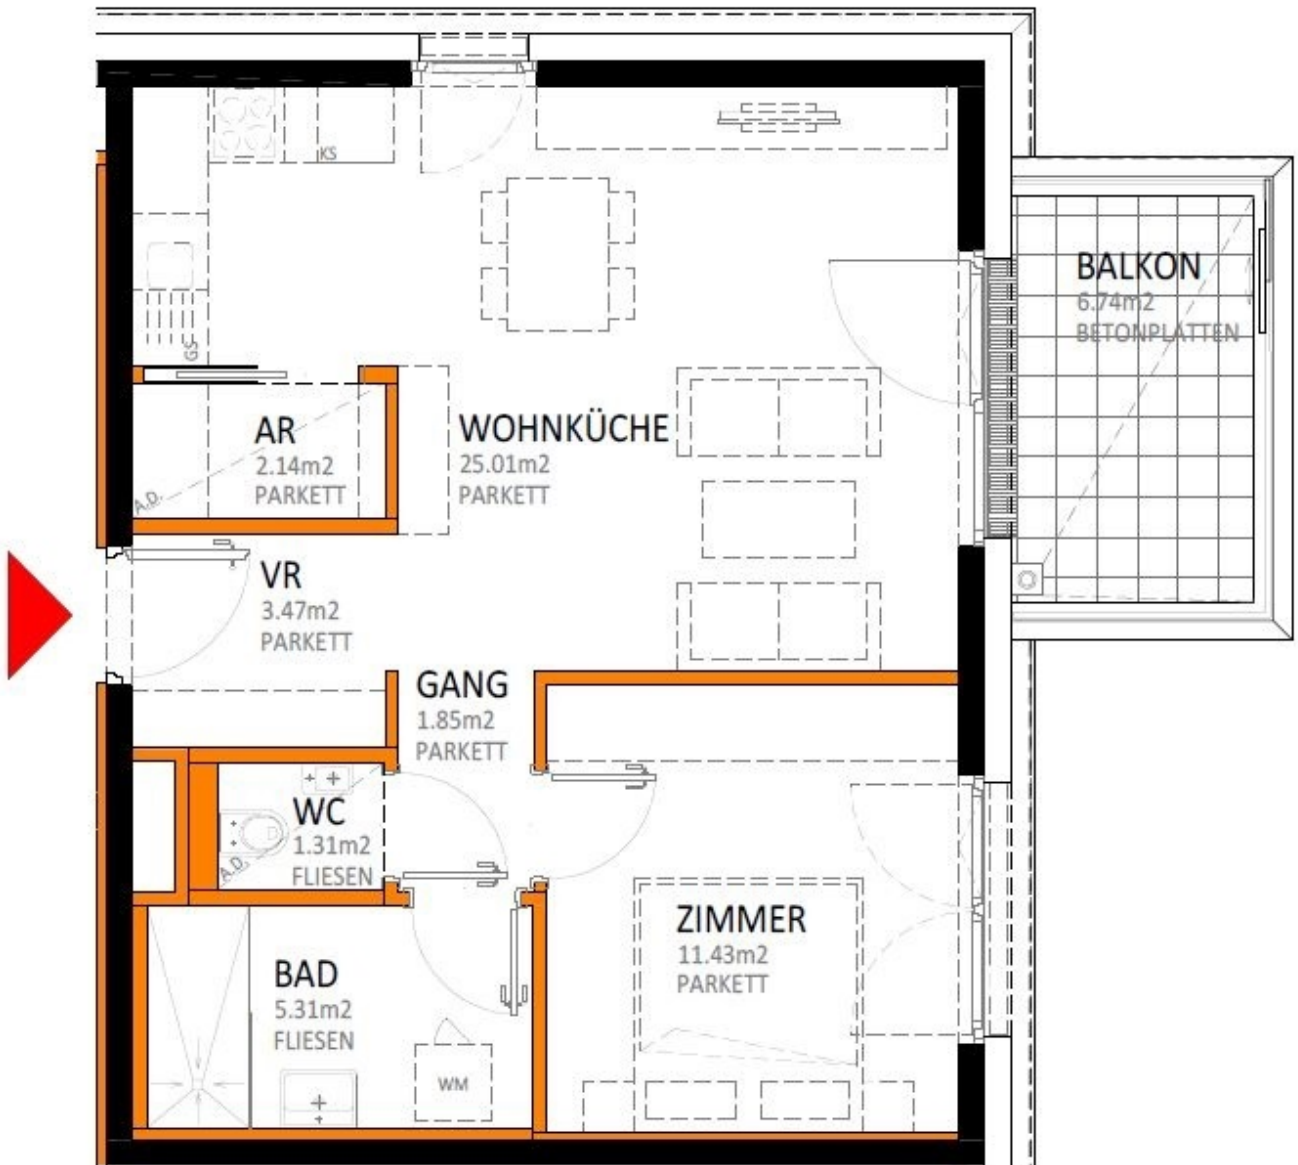 KS
BALKON
6.74m2
BETONPLATTEN
GS
AR
2.14m2
PARKETT
A.D.
WOHNKÜCHE
25.01m2
PARKETT
VR
3.47m2
PARKETT
GANG
1.85m2
PARKETT
WC
1.31m2
FLIESEN
A.D.
ZIMMER
11.43m2
PARKETT
BAD
5.31m2
FLIESEN
WM